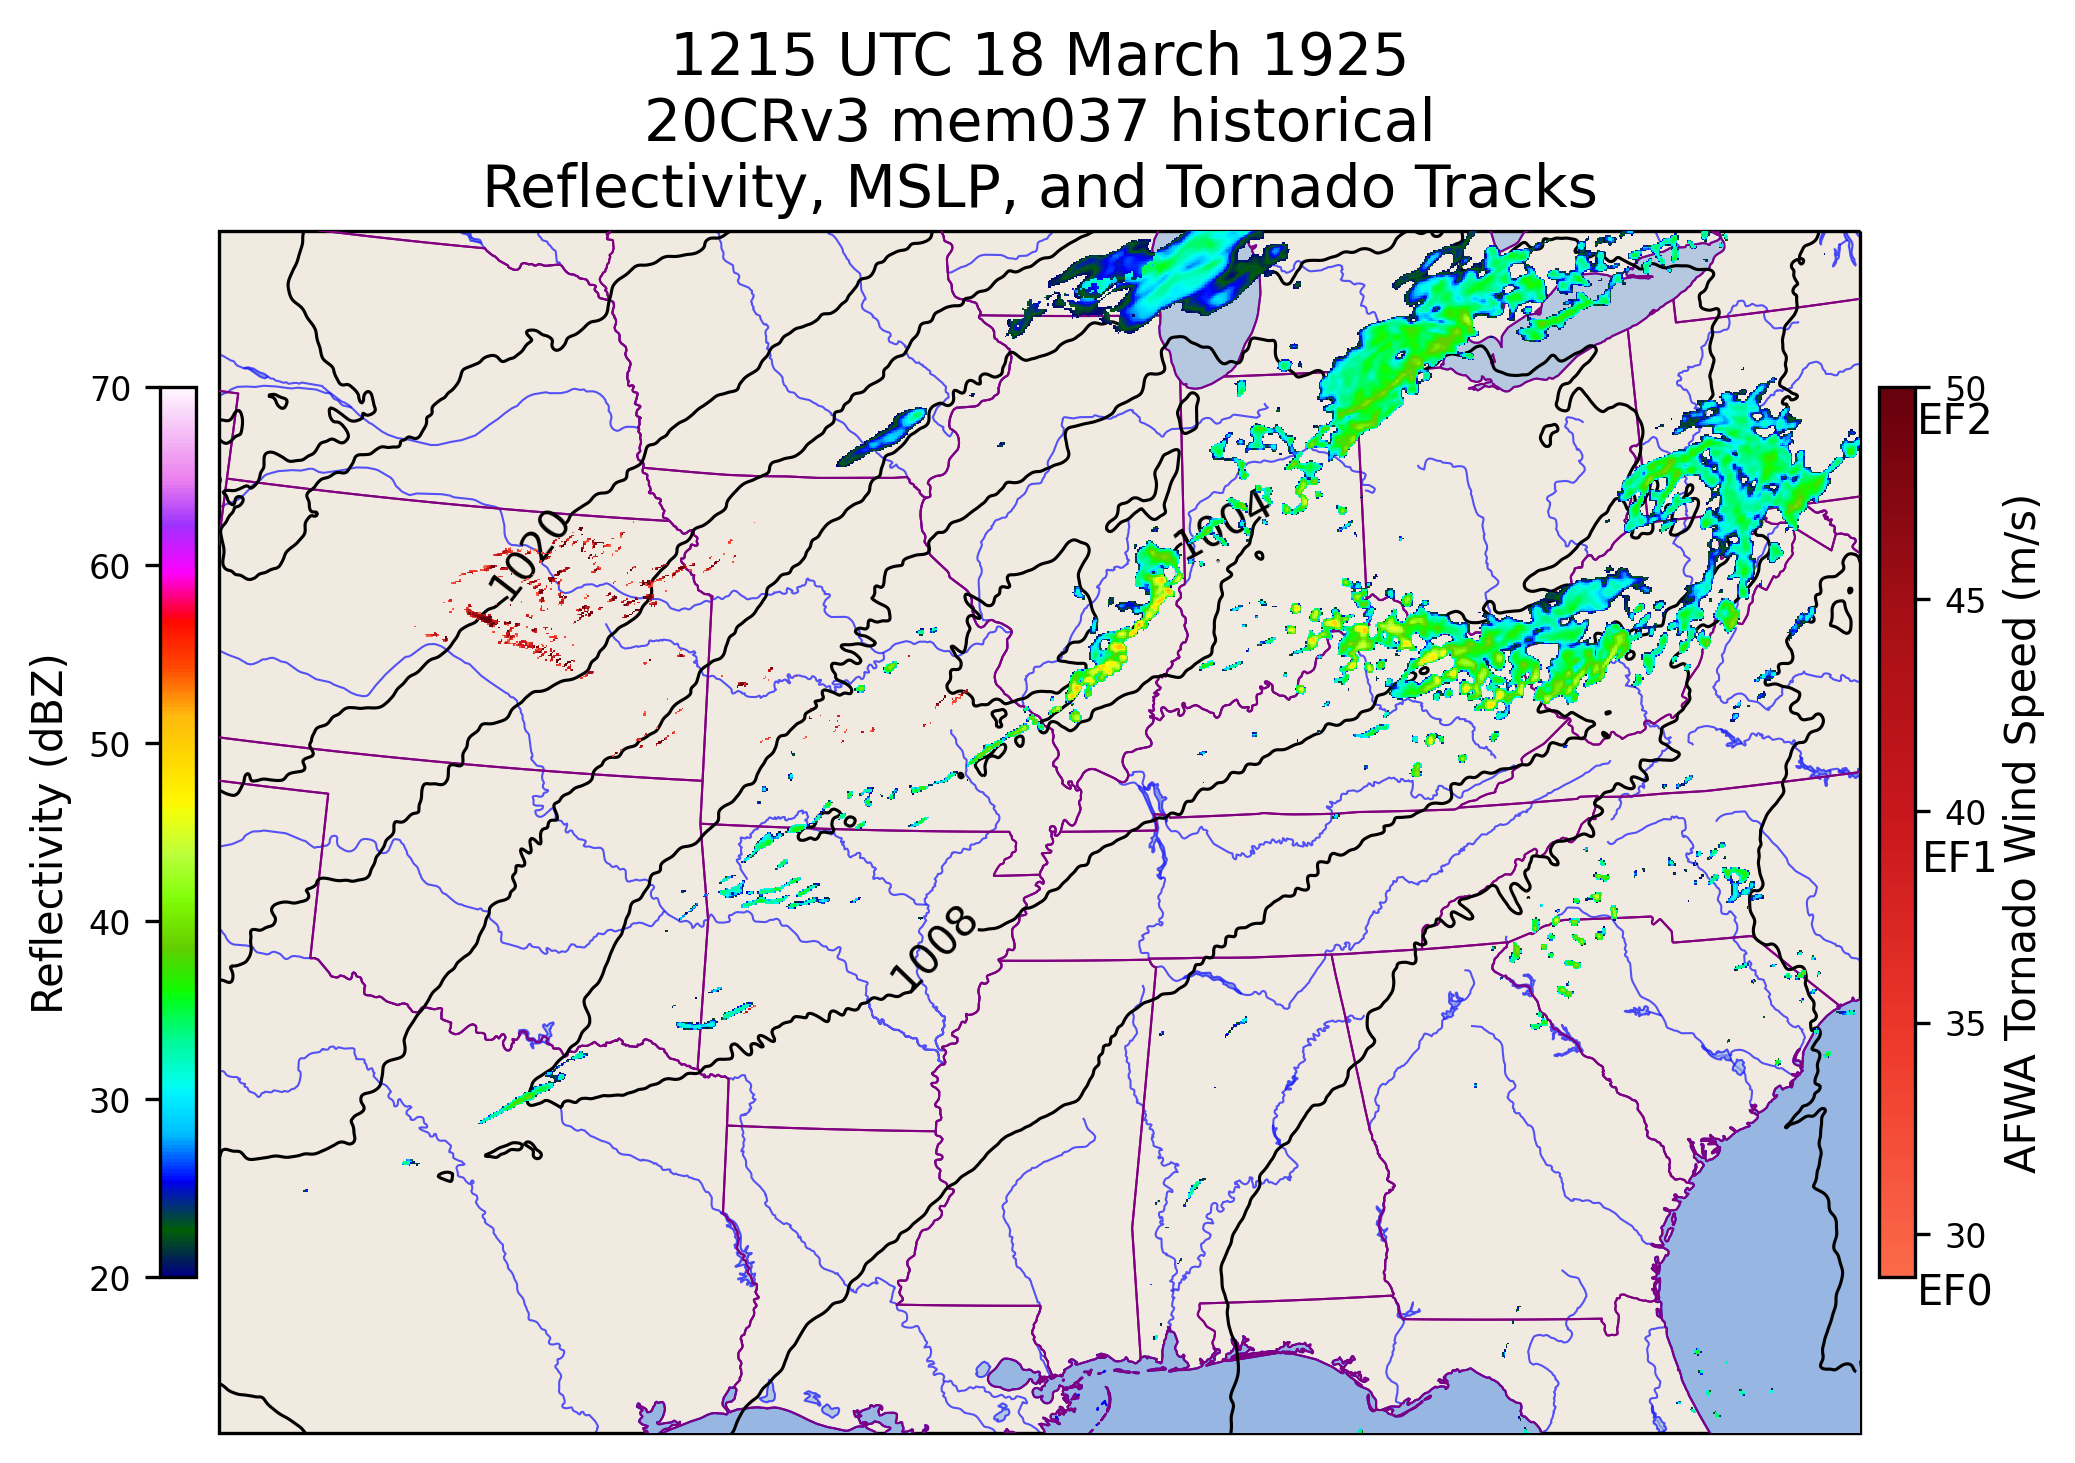 1215 UTC 18 March 1925
20CRv3 mem037 historical
Reflectivity, MSLP, and Tornado Tracks
Reflectivity (dBZ)
70
60
50
40
30
20
1020
1004
1008
50
EF2
45
40
EF1
35
30
EF0
AFWA Tornado Wind Speed (m/s)